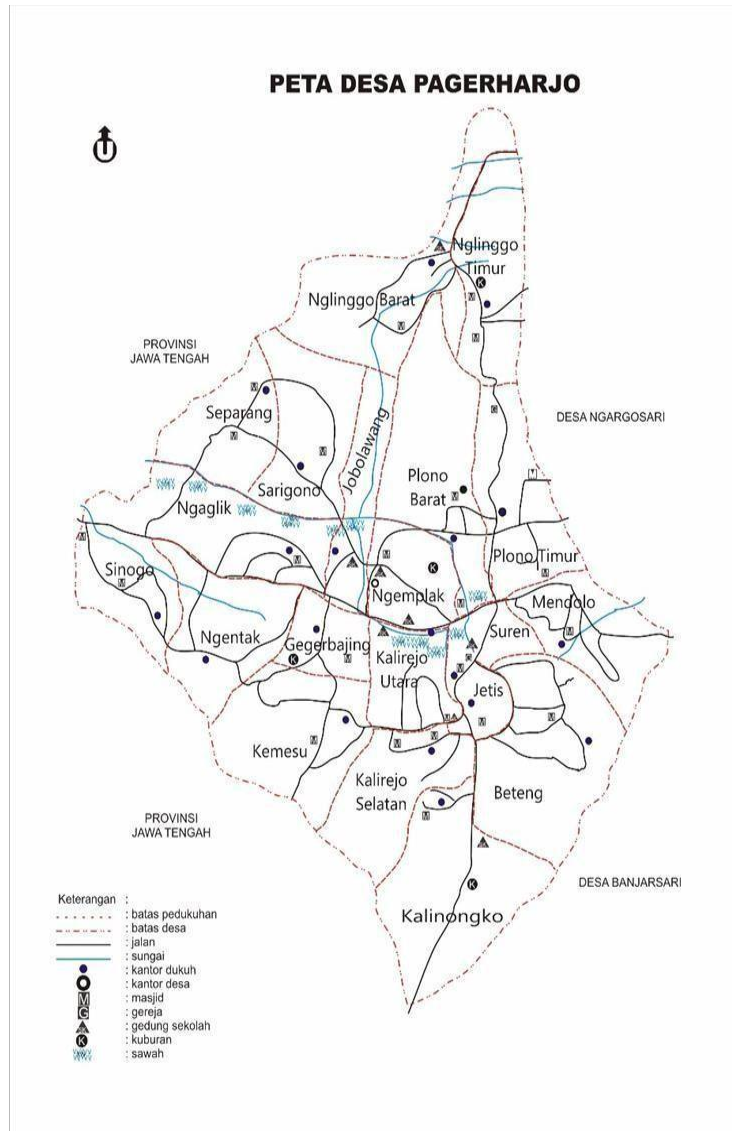 PETA DESA PAGERHARJO
U
Nglinggo
Timur
K
Nglinggo Barat
PROVINSI
JAWA TENGAH
Separang
DESA NGARGOSARI
Jobolawang
Plono
Barat
Sarigono
Ngaglik
Plono Timur
Sinogo
K
Ngemplak
Mendolo
Ngentak
Gegerbajing
Suren
K
Kalirejo
Utara
Jetis
Kemesu
Kalirejo
Selatan
Beteng
PROVINSI
JAWA TENGAH
DESA BANJARSARI
K
Kalinongko
Keterangan :
: batas pedukuhan
: batas desa
: jalan
: sungai
: kantor dukuh
: kantor desa
M : masjid
G : gereja
: gedung sekolah
K : kuburan
: sawah